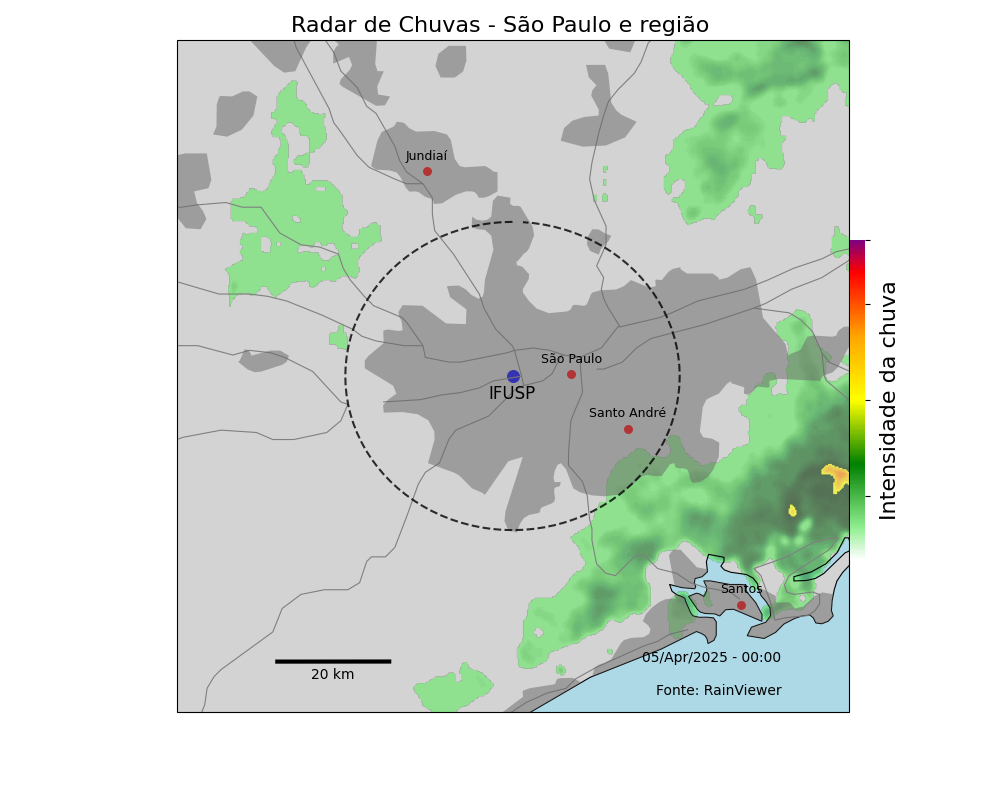 Radar de Chuvas - São Paulo e região
Jundiaí
São Paulo
IFUSP
Santo André
Intensidade da chuva
Santos
05/Apr/2025 - 00:00
20 km
Fonte: RainViewer